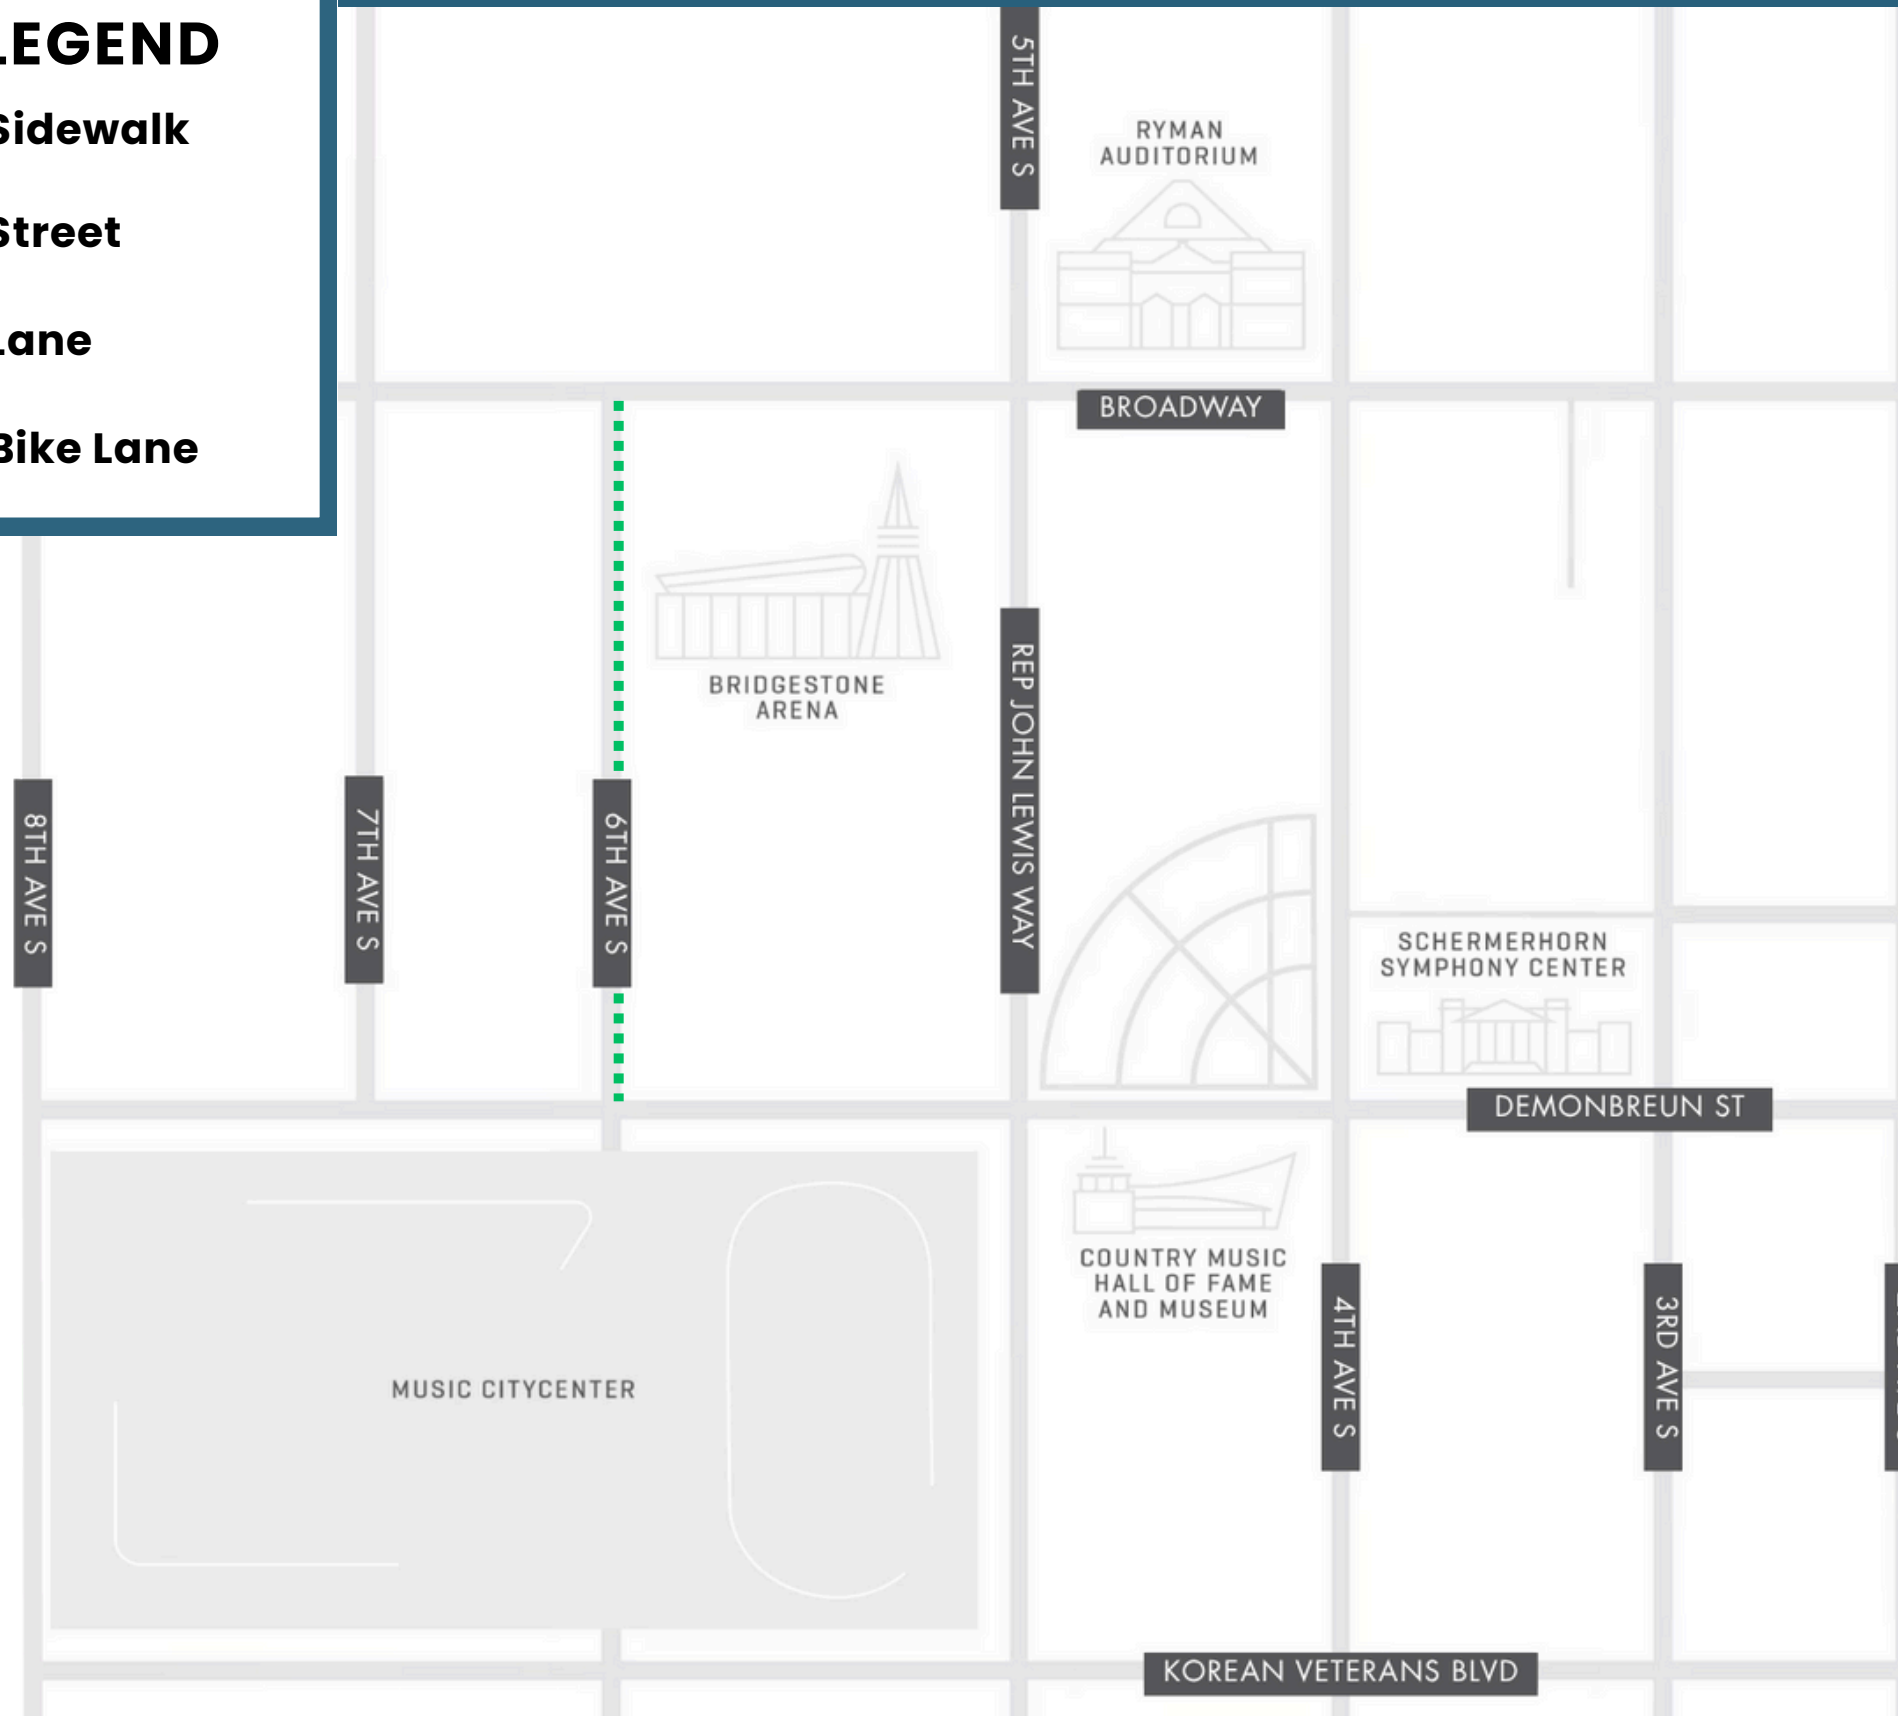 LEGEND
Sidewalk
Street
Lane
Bike Lane
5TH AVE S
RYMAN
AUDITORIUM
BROADWAY
BRIDGESTONE
ARENA
REP JOHN LEWIS WAY
8TH AVE S
7TH AVE S
6TH AVE S
SCHERMERHORN
SYMPHONY CENTER
DEMONBREUN ST
COUNTRY MUSIC
HALL OF FAME
AND MUSEUM
MUSIC CITYCENTER
4TH AVE S
3RD AVE S
KOREAN VETERANS BLVD